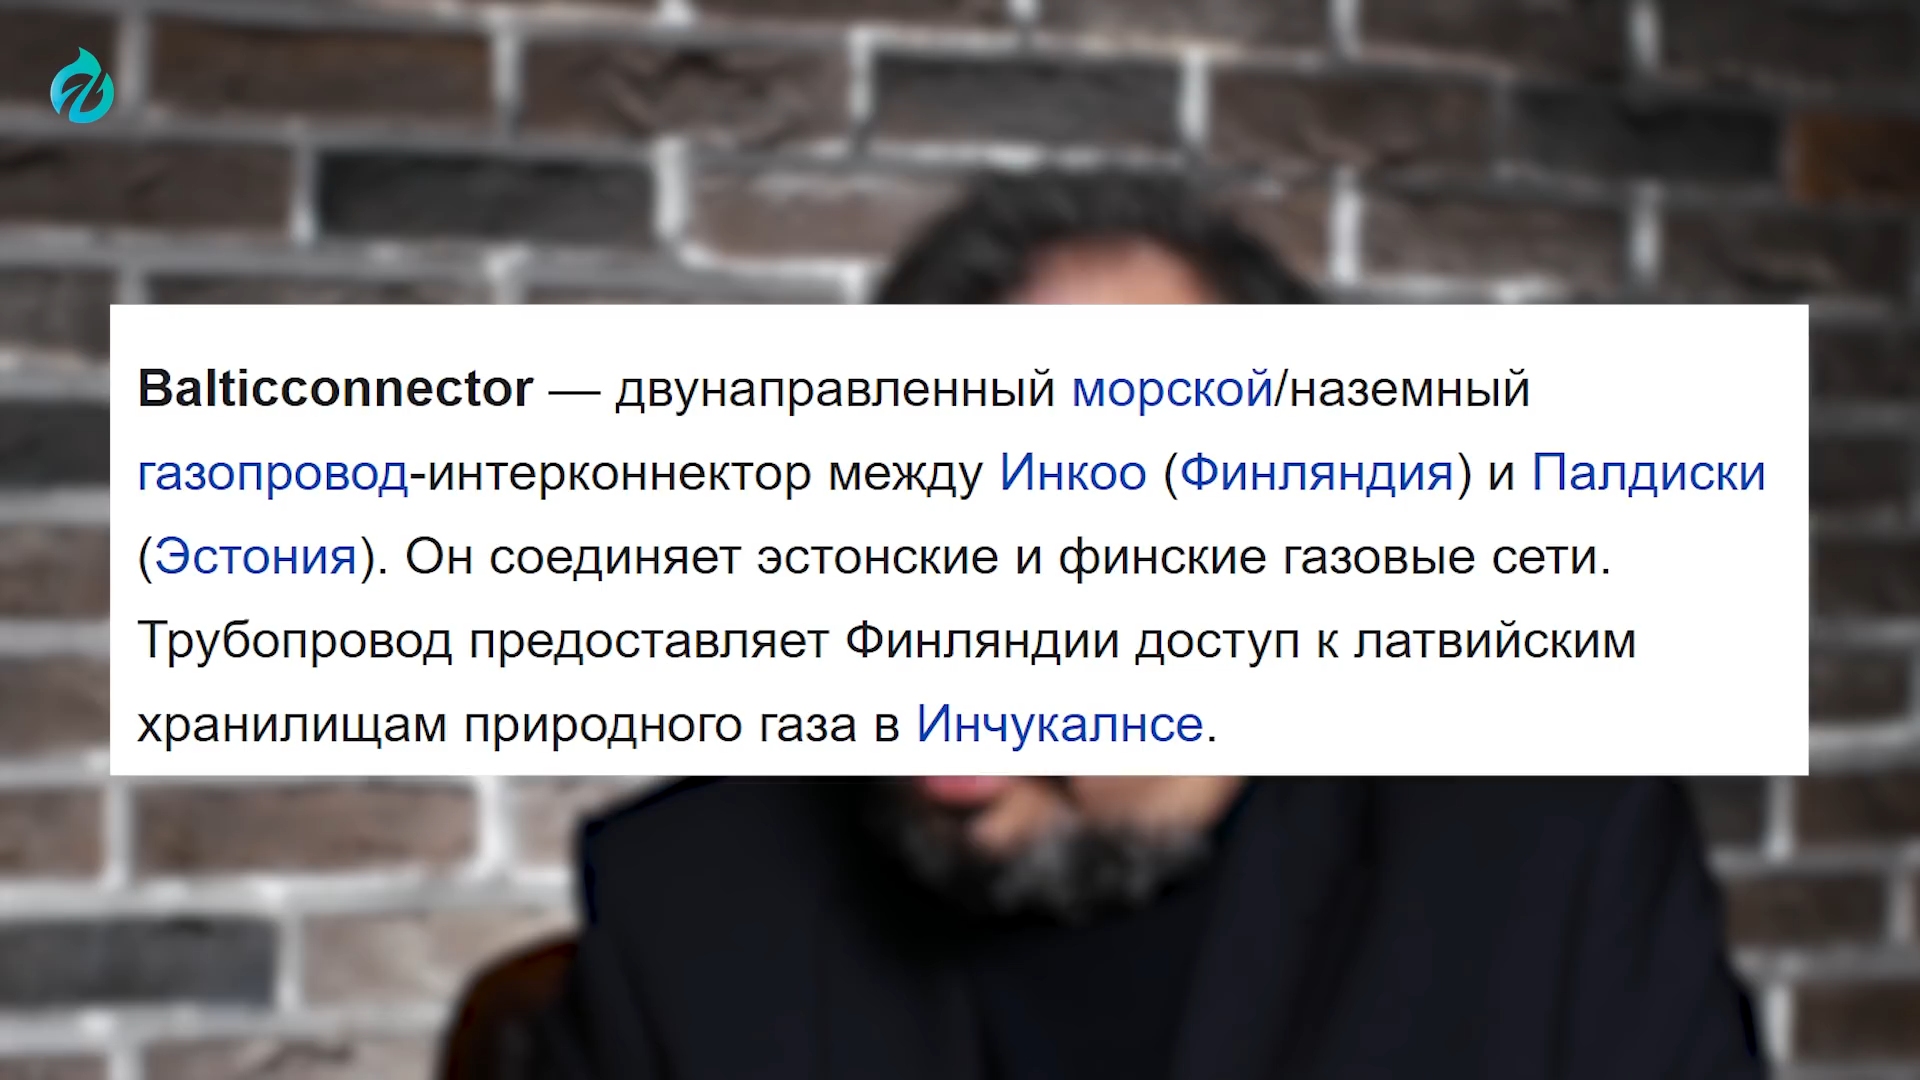 Balticconnector — двунаправленный морской/наземный
газопровод-интерконнектор между Инкоо (Финляндия) и Палдиски
(Эстония). Он соединяет эстонские и финские газовые сети.
Трубопровод предоставляет Финляндии доступ к латвийским
хранилищам природного газа в Инчукалнсе.